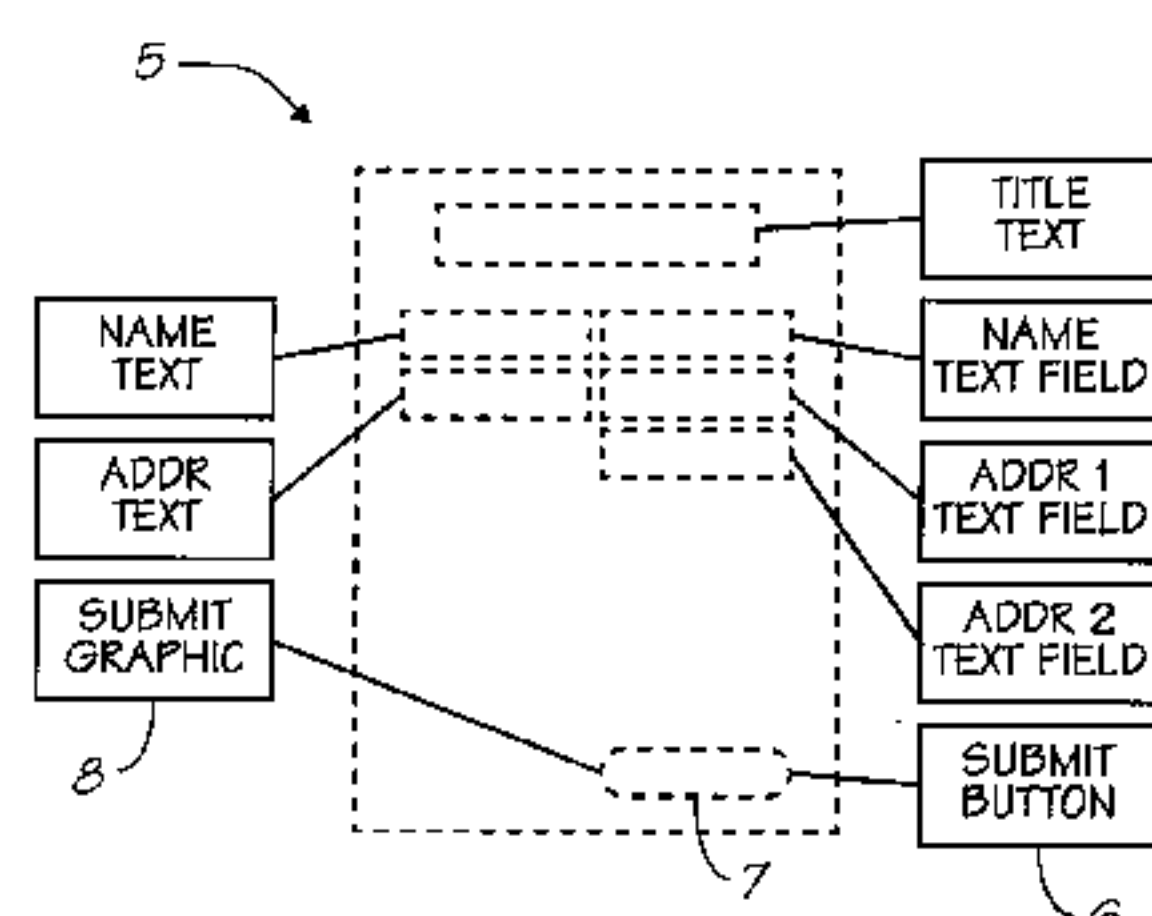 5
TITLE
TEXT
NAME
TEXT
NAME
TEXT FIELD
ADDR
TEXT
ADDR 1
TEXT FIELD
SUBMIT
GRAPHIC
ADDR 2
TEXT FIELD
SUBMIT
BUTTON
8
7
6